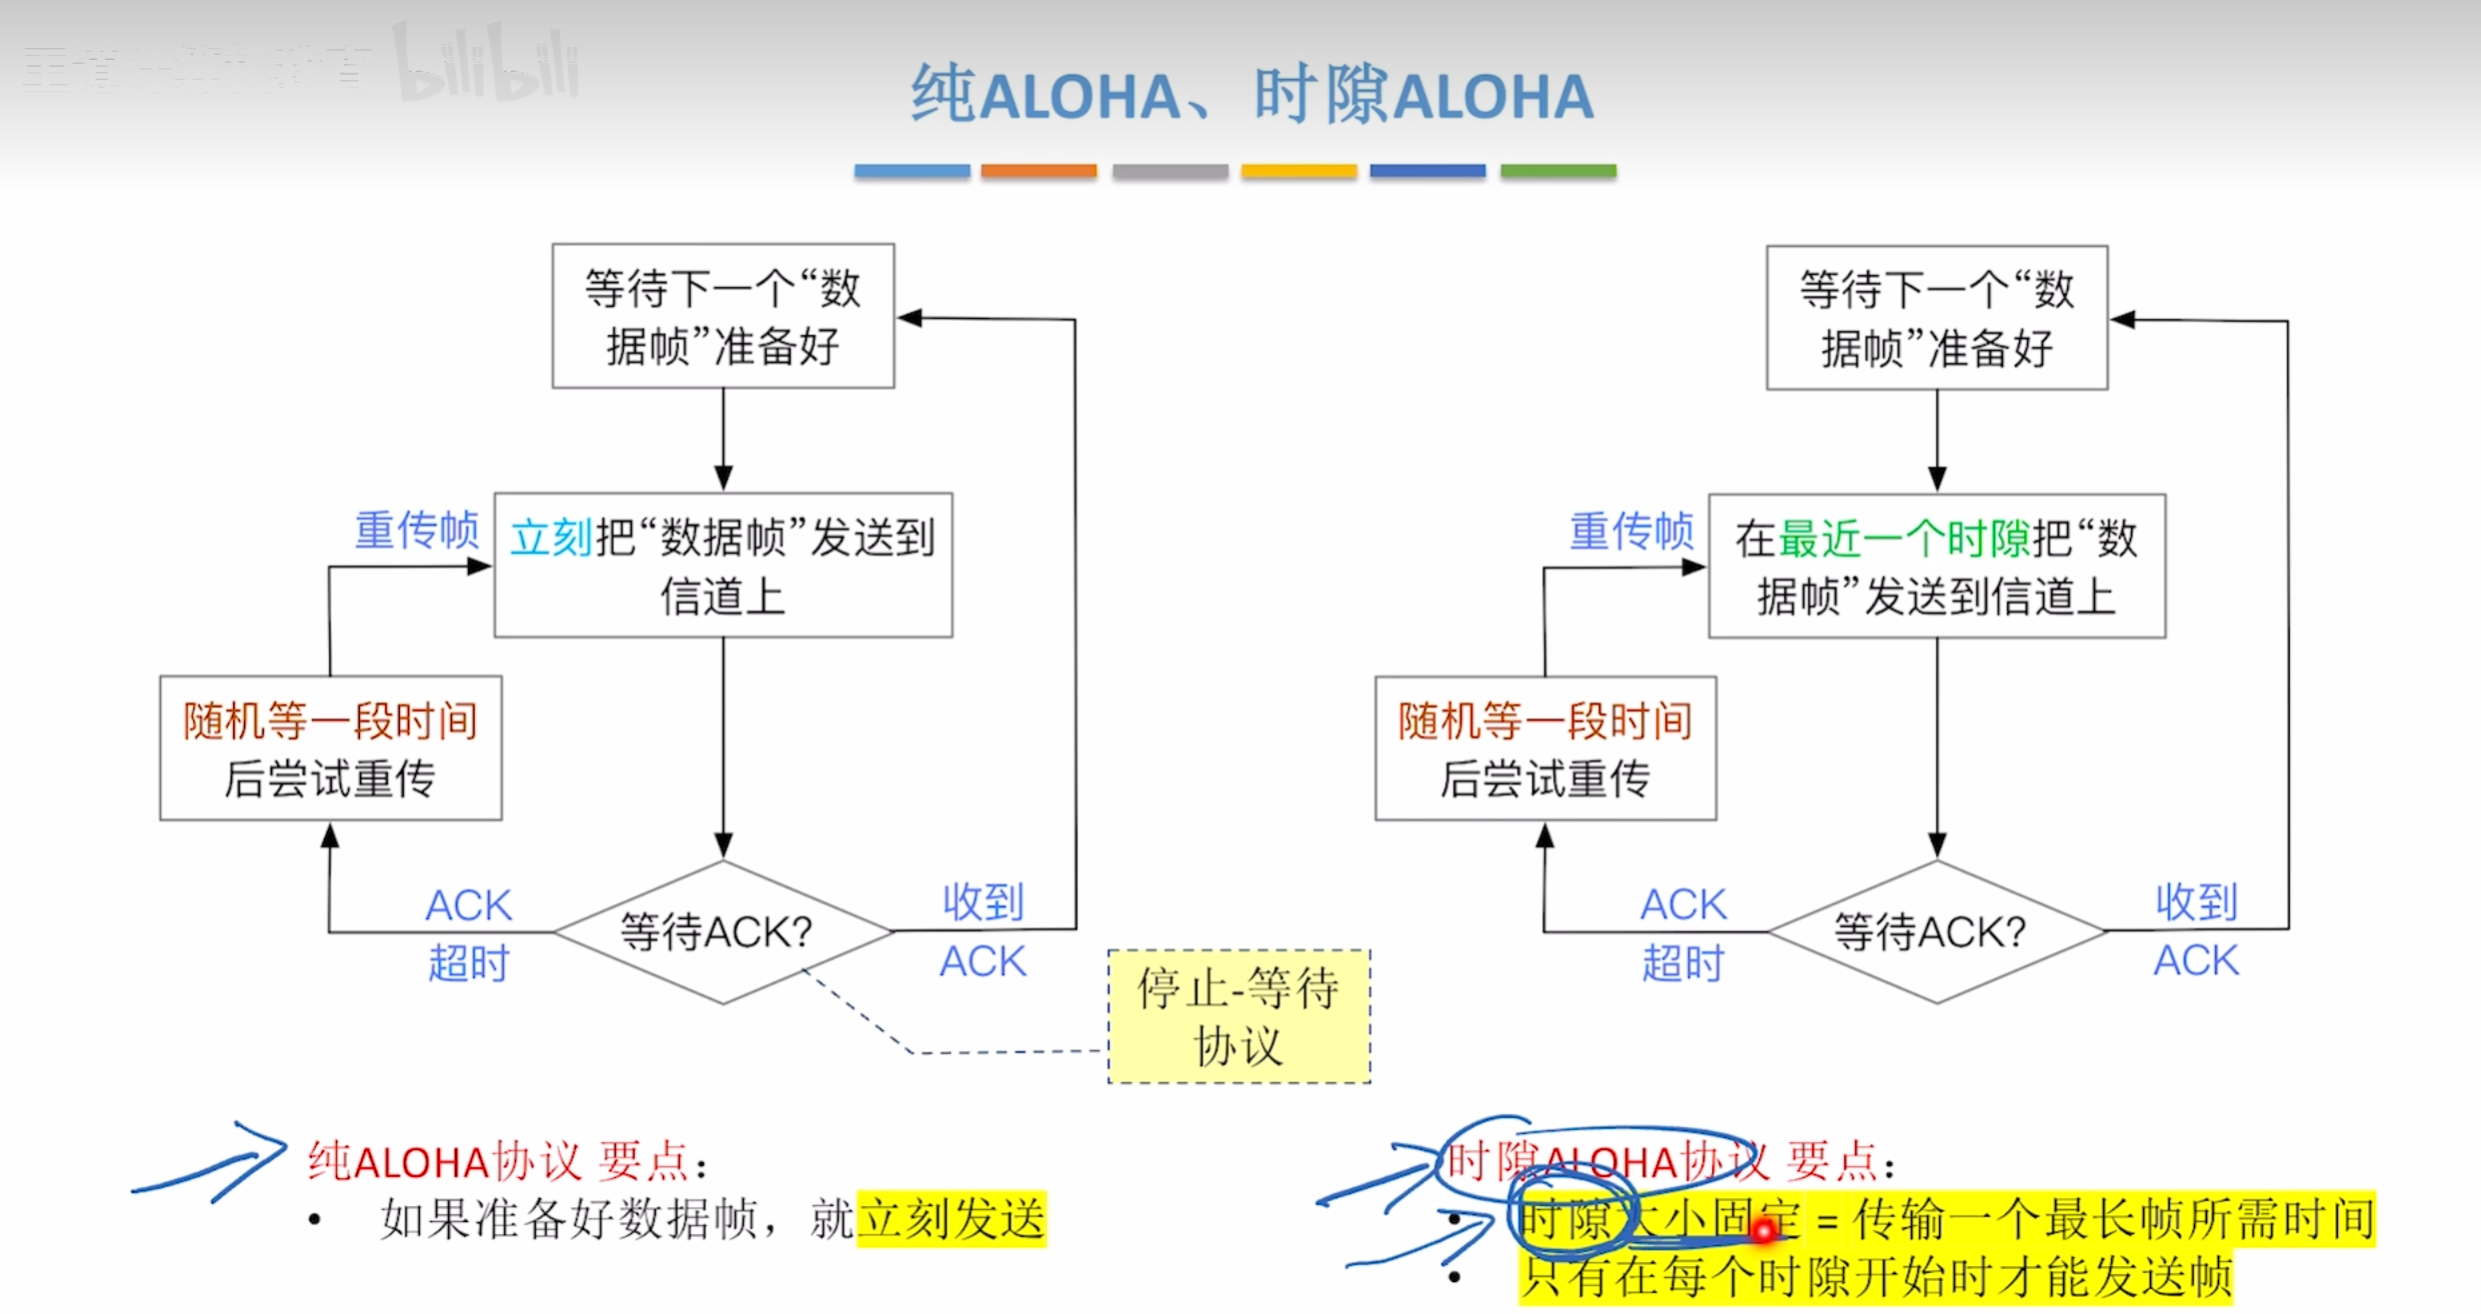 王道计算机教育 bilibili
纯ALOHA、时隙ALOHA
等待下一个“数
据帧”准备好
重传帧
立刻把“数据帧”发送到
信道上
随机等一段时间
后尝试重传
ACK
超时
等待ACK?
收到
ACK
停止-等待
协议
纯ALOHA协议 要点：
• 如果准备好数据帧，就立刻发送
等待下一个“数
据帧”准备好
重传帧
在最近一个时隙把“数
据帧”发送到信道上
随机等一段时间
后尝试重传
ACK
超时
等待ACK?
收到
ACK
时隙ALOHA协议 要点：
• 时隙大小固定 = 传输一个最长帧所需时间
• 只有在每个时隙开始时才能发送帧